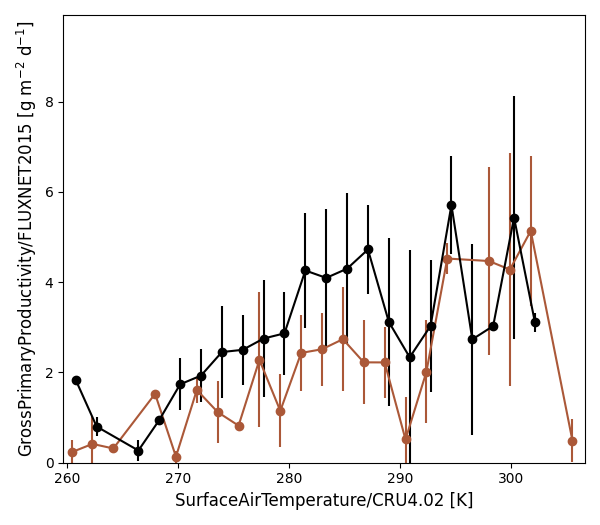 GrossPrimaryProductivity/FLUXNET2015 [g m⁻² d⁻¹]
8
6
4
2
0
260 270 280 290 300
SurfaceAirTemperature/CRU4.02 [K]